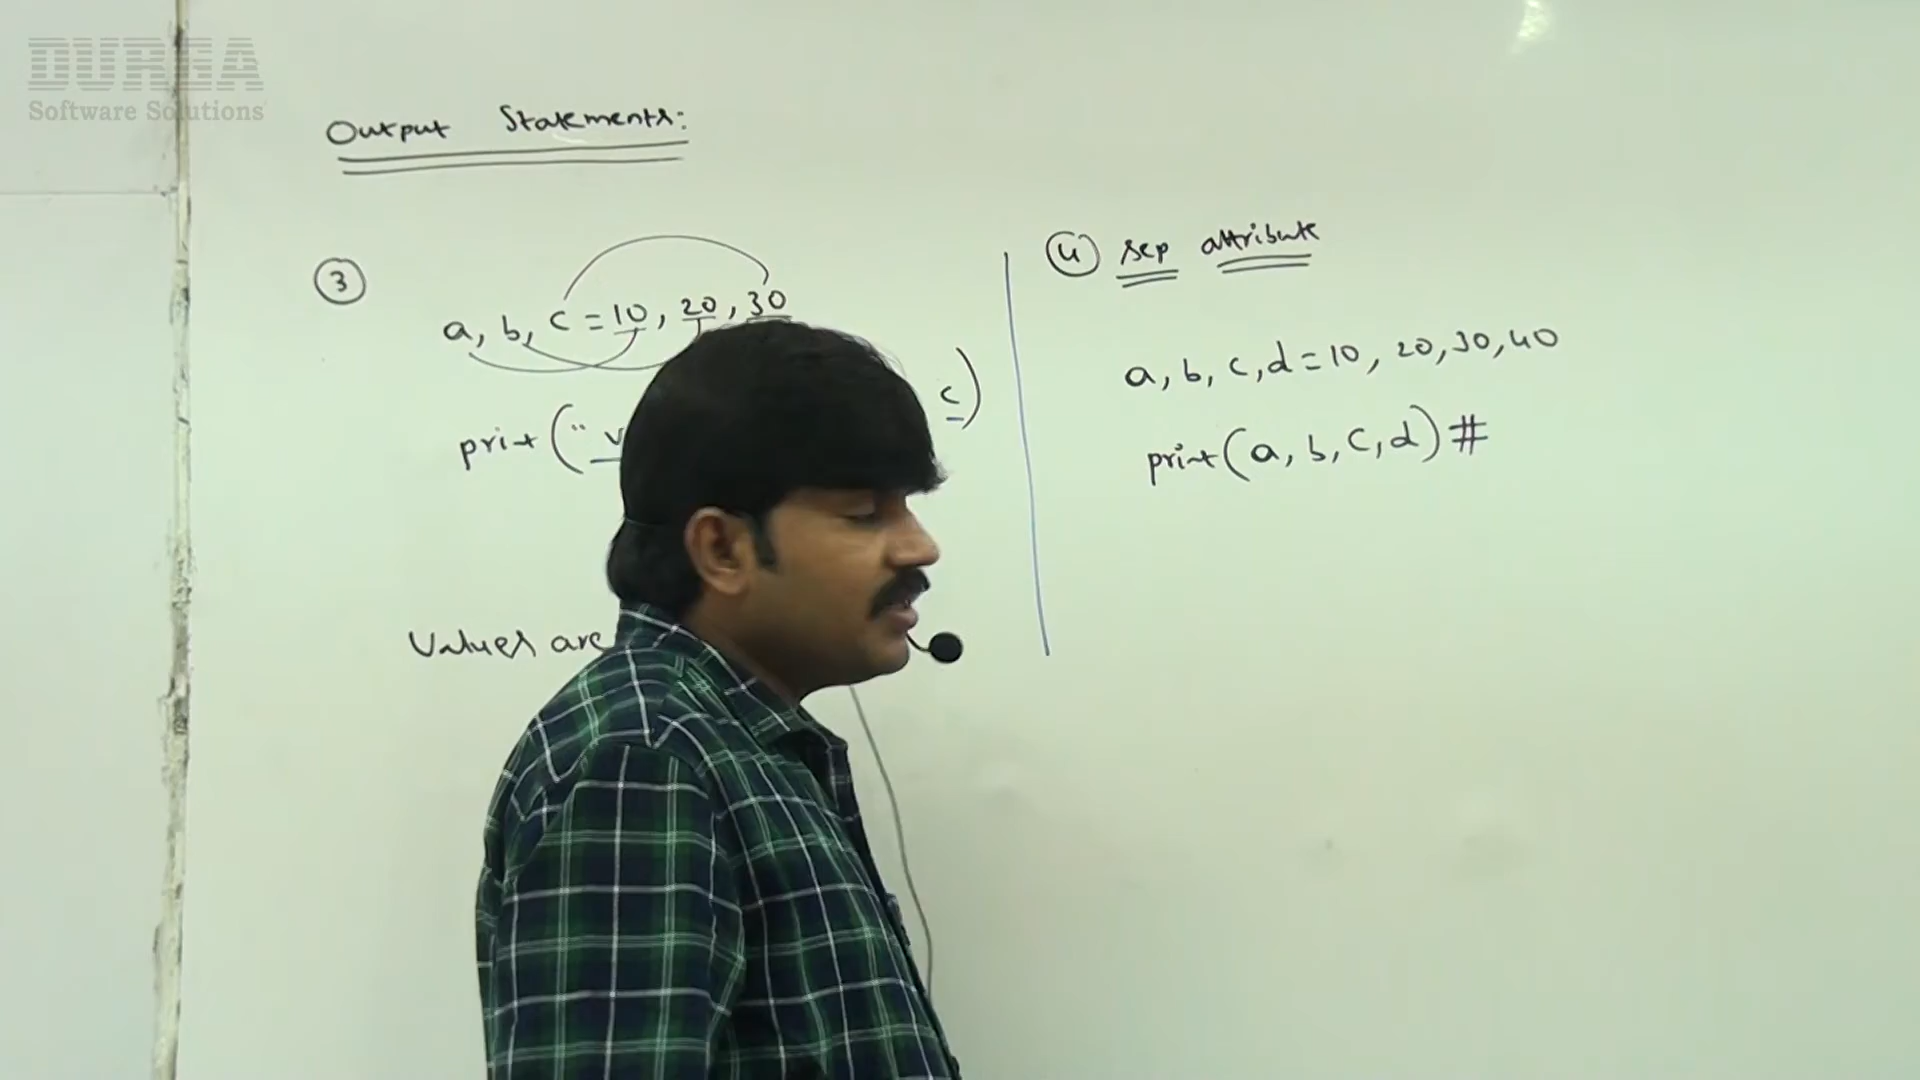 DURGA
Software Solutions
Output Statements:
3
a, b, c = 10, 20, 30
print (" v c)
Values are
4 sep attribute
a, b, c, d = 10, 20, 30, 40
print (a, b, c, d) #